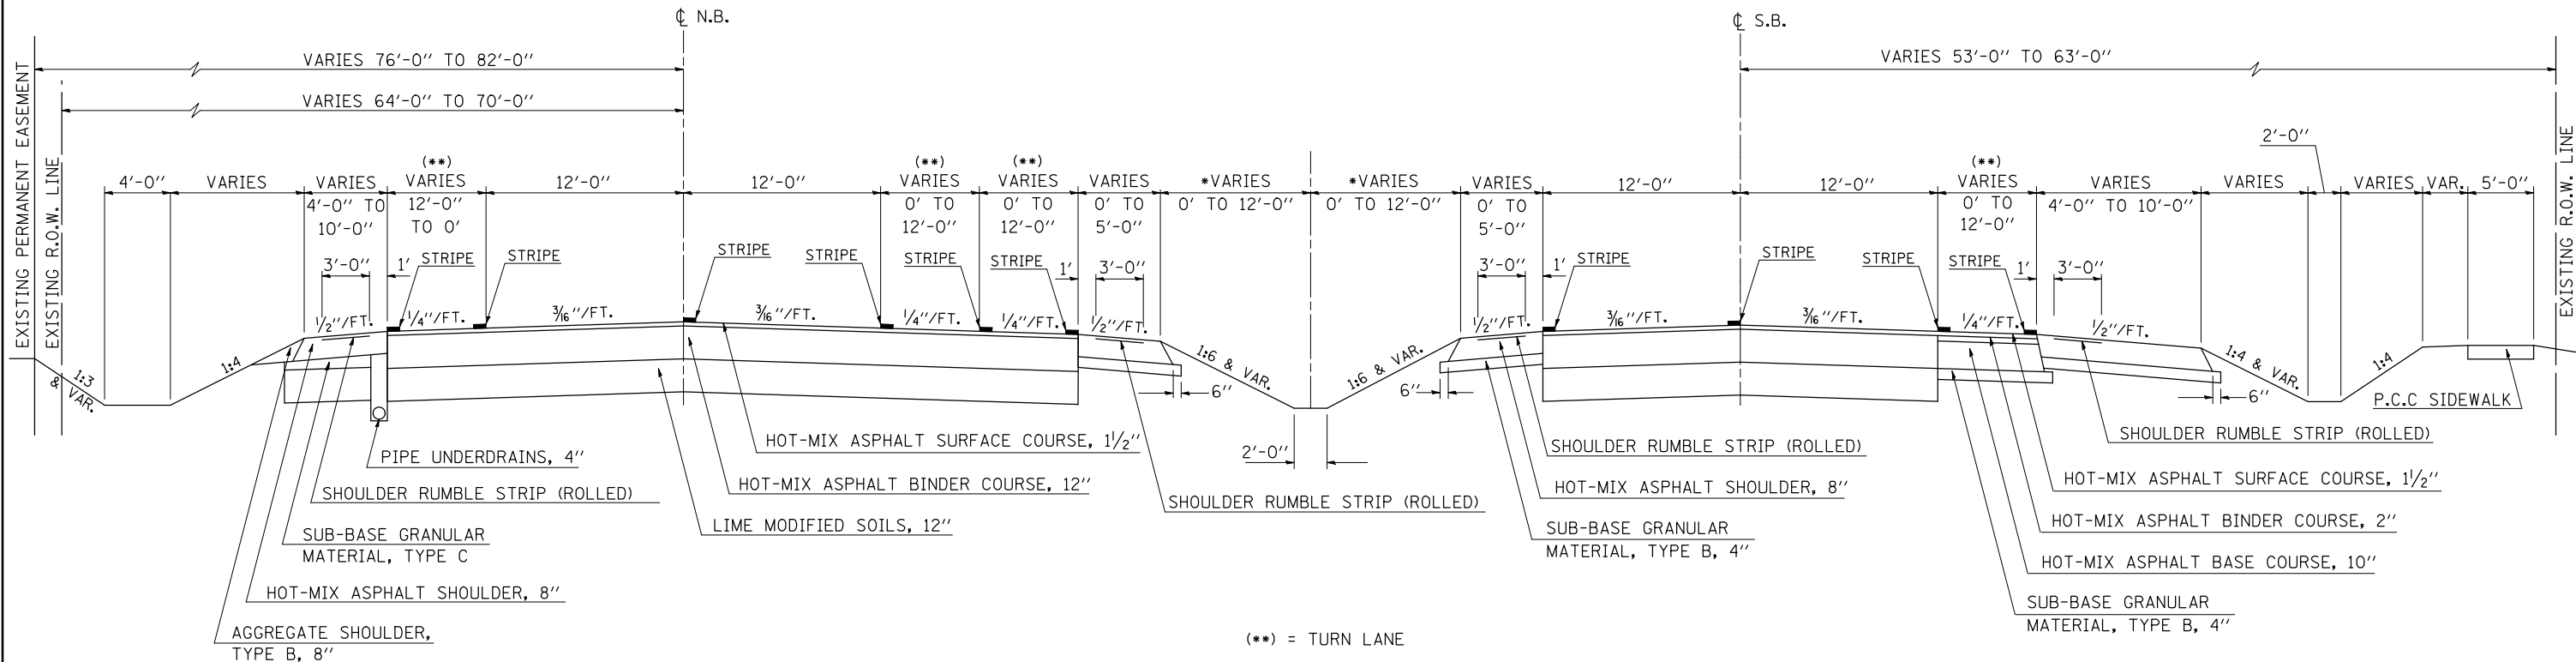 ℄ N.B.
℄ S.B.
VARIES 76'-0" TO 82'-0"
VARIES 53'-0" TO 63'-0"
VARIES 64'-0" TO 70'-0"
EXISTING PERMANENT EASEMENT
EXISTING R.O.W. LINE
EXISTING R.O.W. LINE
4'-0"
VARIES
VARIES
4'-0" TO
10'-0"
(**)
VARIES
12'-0"
TO 0'
12'-0"
12'-0"
(**)
VARIES
0' TO
12'-0"
(**)
VARIES
0' TO
12'-0"
VARIES
0' TO
5'-0"
*VARIES
0' TO 12'-0"
*VARIES
0' TO 12'-0"
VARIES
0' TO
5'-0"
12'-0"
12'-0"
(**)
VARIES
0' TO
12'-0"
VARIES
4'-0" TO 10'-0"
VARIES
2'-0"
VARIES
VAR.
5'-0"
3'-0"
1'
STRIPE
STRIPE
STRIPE
STRIPE
STRIPE
STRIPE
1'
3'-0"
3'-0"
1'
STRIPE
STRIPE
STRIPE
STRIPE
1'
3'-0"
1/2"/FT.
1/4"/FT.
3/16"/FT.
3/16"/FT.
1/4"/FT.
1/4"/FT.
1/2"/FT.
1/2"/FT.
3/16"/FT.
3/16"/FT.
1/4"/FT.
1/2"/FT.
1:3
& VAR.
1:4
1:6 & VAR.
1:6 & VAR.
1:4 & VAR.
1:4
6"
6"
6"
2'-0"
P.C.C SIDEWALK
PIPE UNDERDRAINS, 4"
SHOULDER RUMBLE STRIP (ROLLED)
SUB-BASE GRANULAR
MATERIAL, TYPE C
HOT-MIX ASPHALT SHOULDER, 8"
AGGREGATE SHOULDER,
TYPE B, 8"
HOT-MIX ASPHALT SURFACE COURSE, 1 1/2"
HOT-MIX ASPHALT BINDER COURSE, 12"
LIME MODIFIED SOILS, 12"
SHOULDER RUMBLE STRIP (ROLLED)
SHOULDER RUMBLE STRIP (ROLLED)
HOT-MIX ASPHALT SHOULDER, 8"
SUB-BASE GRANULAR
MATERIAL, TYPE B, 4"
SHOULDER RUMBLE STRIP (ROLLED)
HOT-MIX ASPHALT SURFACE COURSE, 1 1/2"
HOT-MIX ASPHALT BINDER COURSE, 2"
HOT-MIX ASPHALT BASE COURSE, 10"
SUB-BASE GRANULAR
MATERIAL, TYPE B, 4"
(**) = TURN LANE